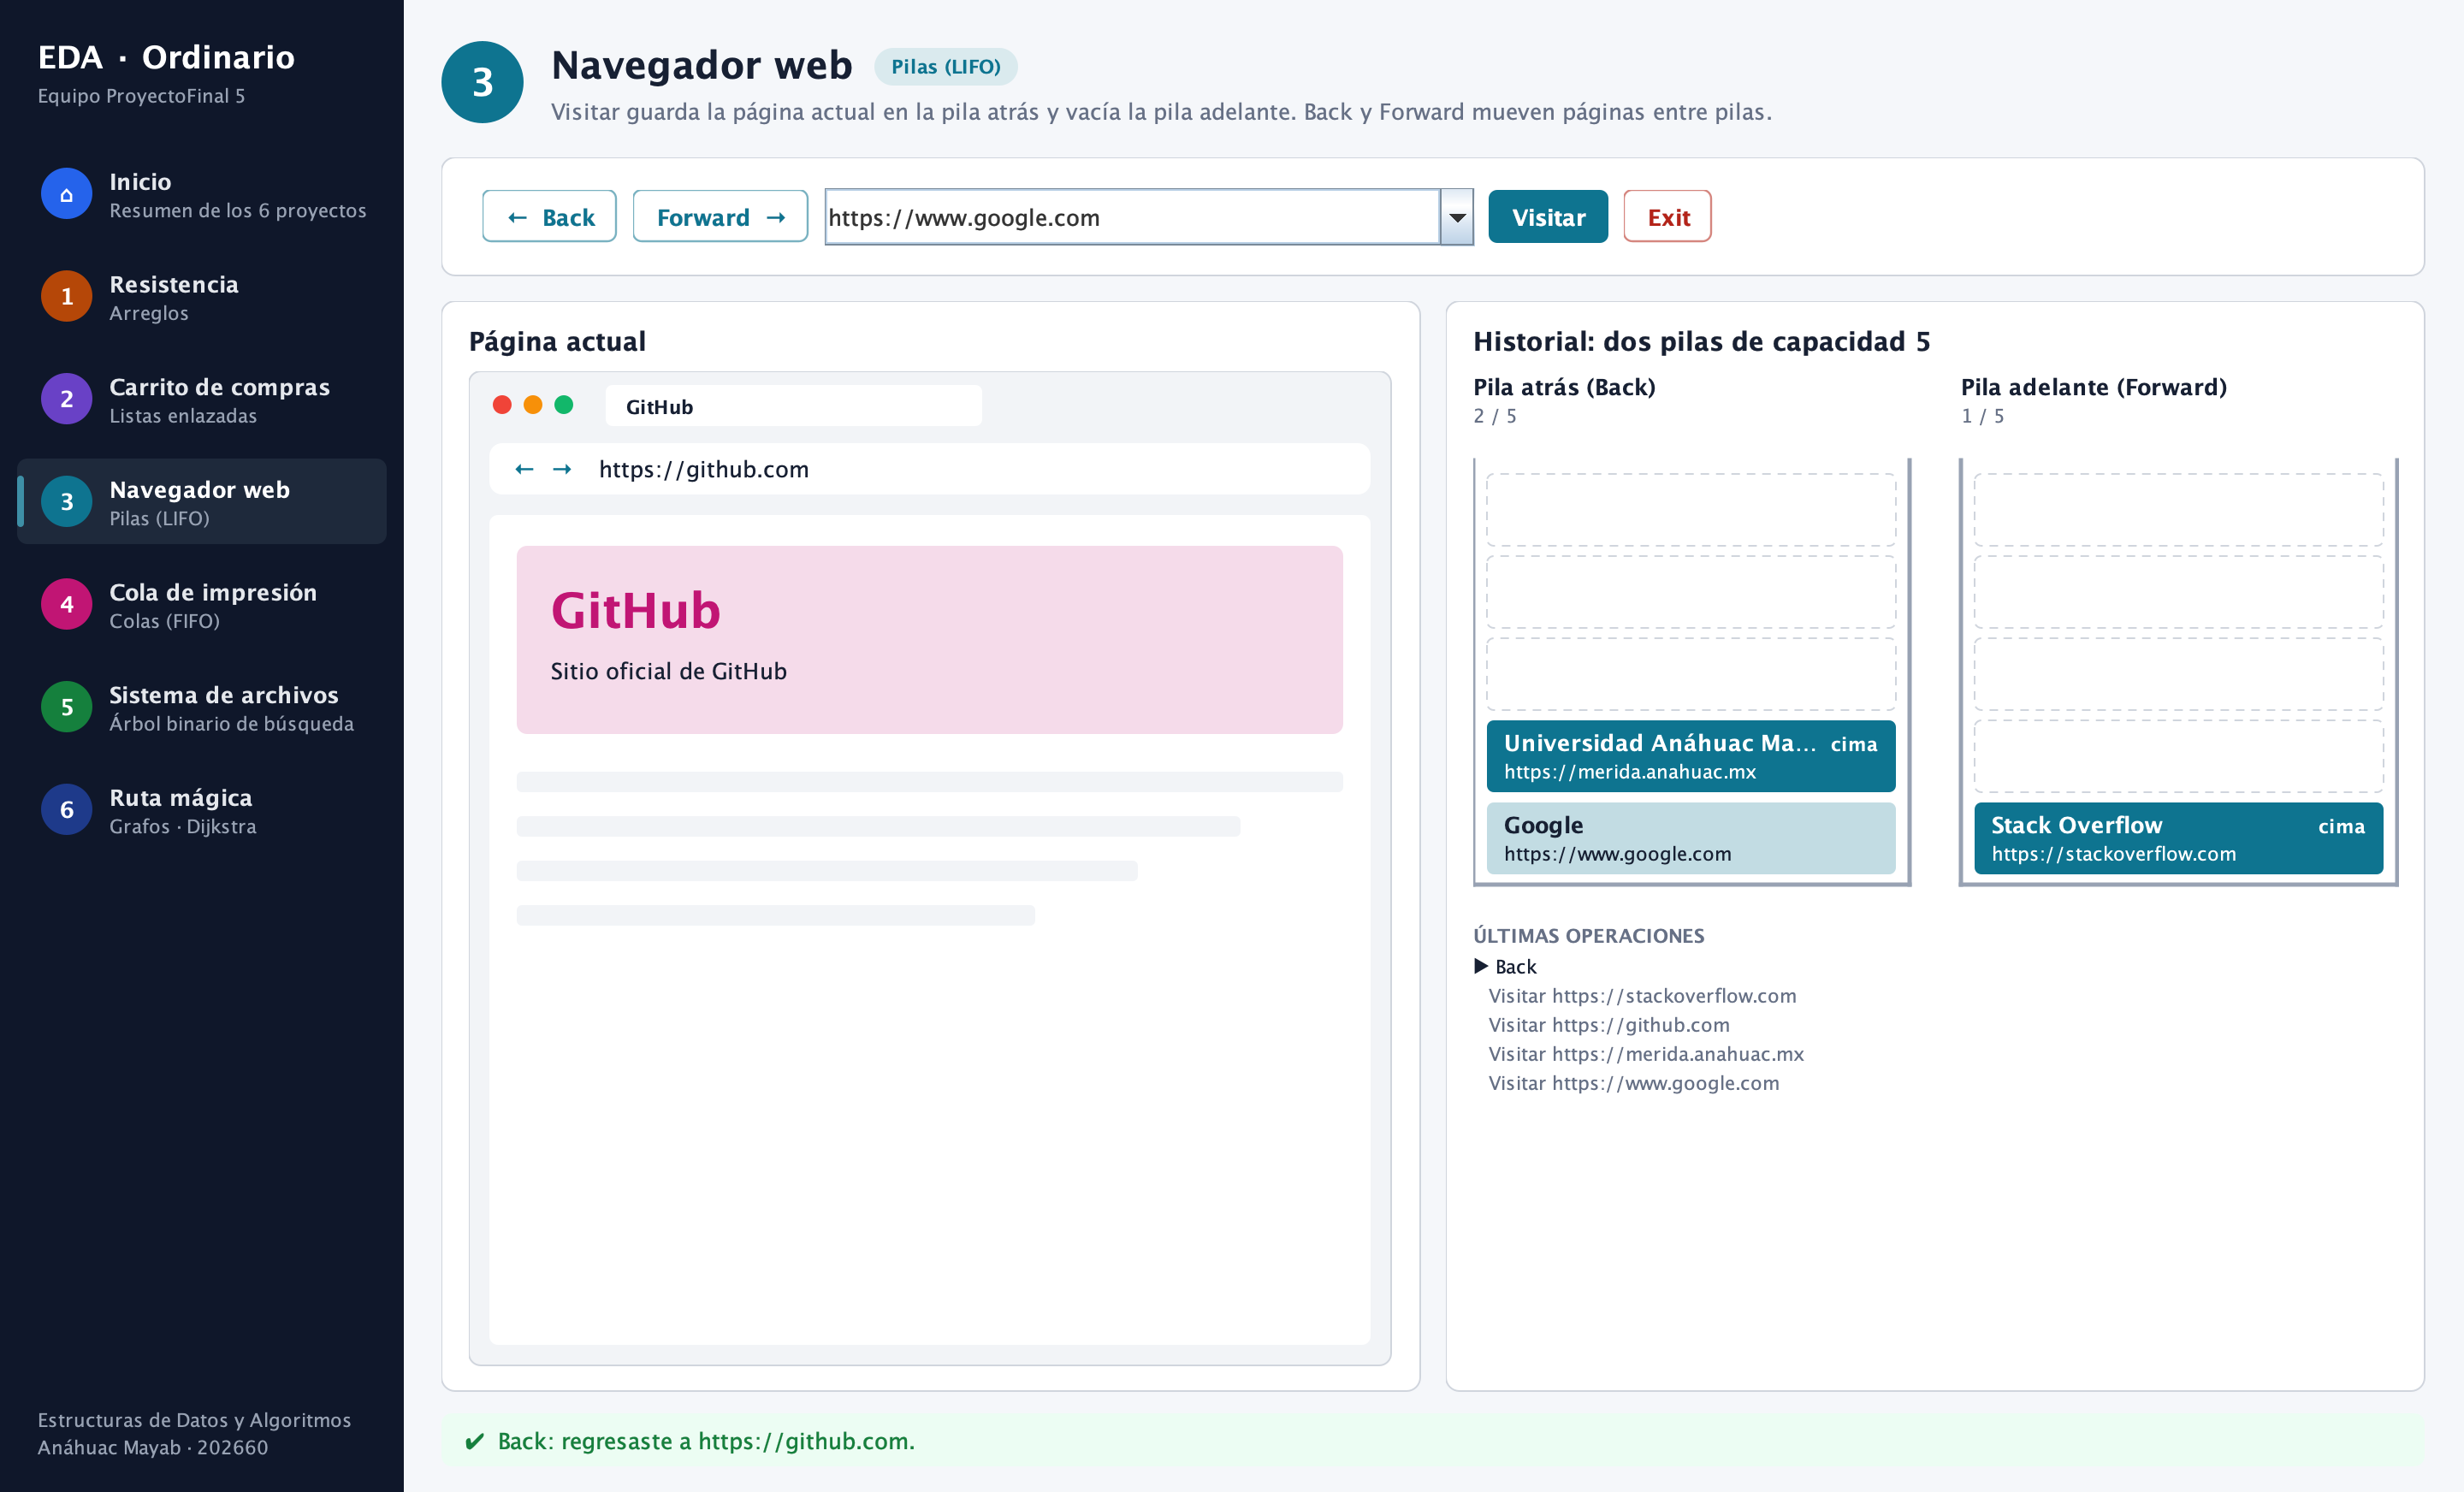 EDA · Ordinario
Equipo ProyectoFinal 5
Inicio
Resumen de los 6 proyectos
1
Resistencia
Arreglos
2
Carrito de compras
Listas enlazadas
3
Navegador web
Pilas (LIFO)
4
Cola de impresión
Colas (FIFO)
5
Sistema de archivos
Árbol binario de búsqueda
6
Ruta mágica
Grafos · Dijkstra
Estructuras de Datos y Algoritmos
Anáhuac Mayab · 202660
3
Navegador web
Pilas (LIFO)
Visitar guarda la página actual en la pila atrás y vacía la pila adelante. Back y Forward mueven páginas entre pilas.
← Back
Forward →
https://www.google.com
Visitar
Exit
Página actual
GitHub
← → https://github.com
GitHub
Sitio oficial de GitHub
Historial: dos pilas de capacidad 5
Pila atrás (Back)
2 / 5
Universidad Anáhuac Ma... cima
https://merida.anahuac.mx
Google
https://www.google.com
Pila adelante (Forward)
1 / 5
Stack Overflow cima
https://stackoverflow.com
ÚLTIMAS OPERACIONES
▶ Back
Visitar https://stackoverflow.com
Visitar https://github.com
Visitar https://merida.anahuac.mx
Visitar https://www.google.com
✔ Back: regresaste a https://github.com.